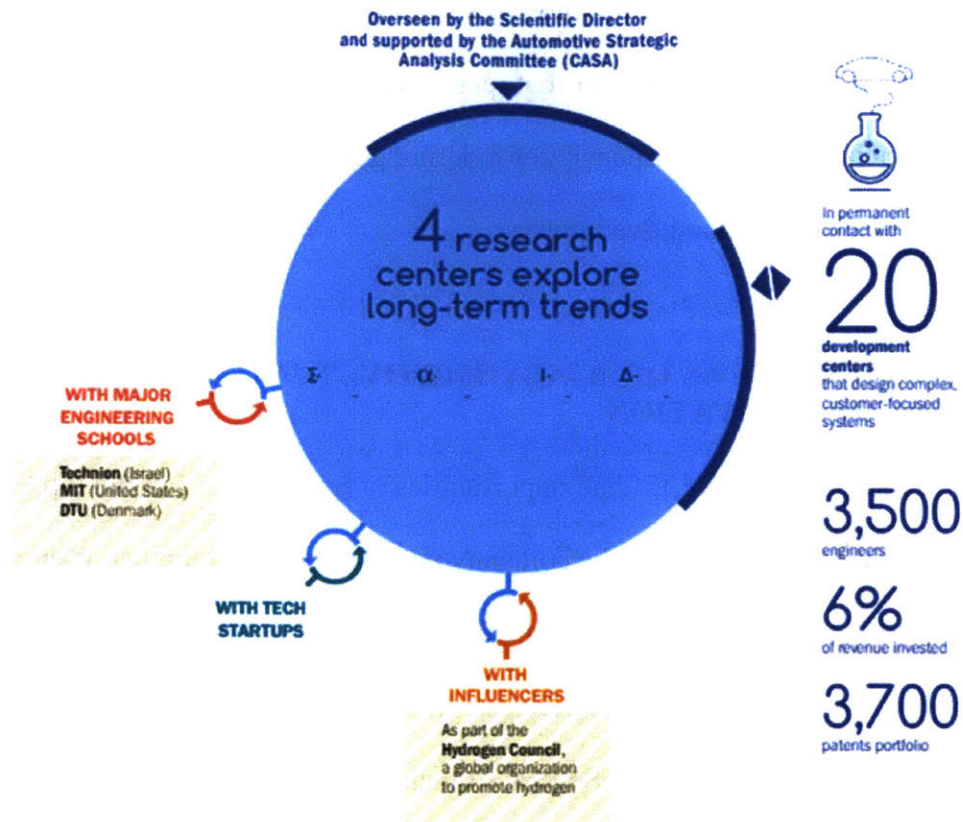 Overseen by the Scientific Director
and supported by the Automotive Strategic
Analysis Committee (CASA)
4 research
centers explore
long-term trends
Σ-
α-
I-
Δ-
In permanent
contact with
20
development
centers
that design complex,
customer-focused
systems
3,500
engineers
6%
of revenue invested
3,700
patents portfolio
WITH MAJOR
ENGINEERING
SCHOOLS
Technion (Israel)
MIT (United States)
DTU (Denmark)
WITH TECH
STARTUPS
WITH
INFLUENCERS
As part of the
Hydrogen Council,
a global organization
to promote hydrogen